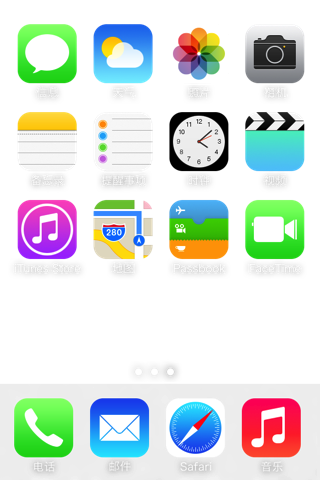 信息
天气
照片
相机
备忘录
提醒事项
时钟
视频
iTunes Store
地图
280
Passbook
FaceTime
电话
邮件
Safari
音乐